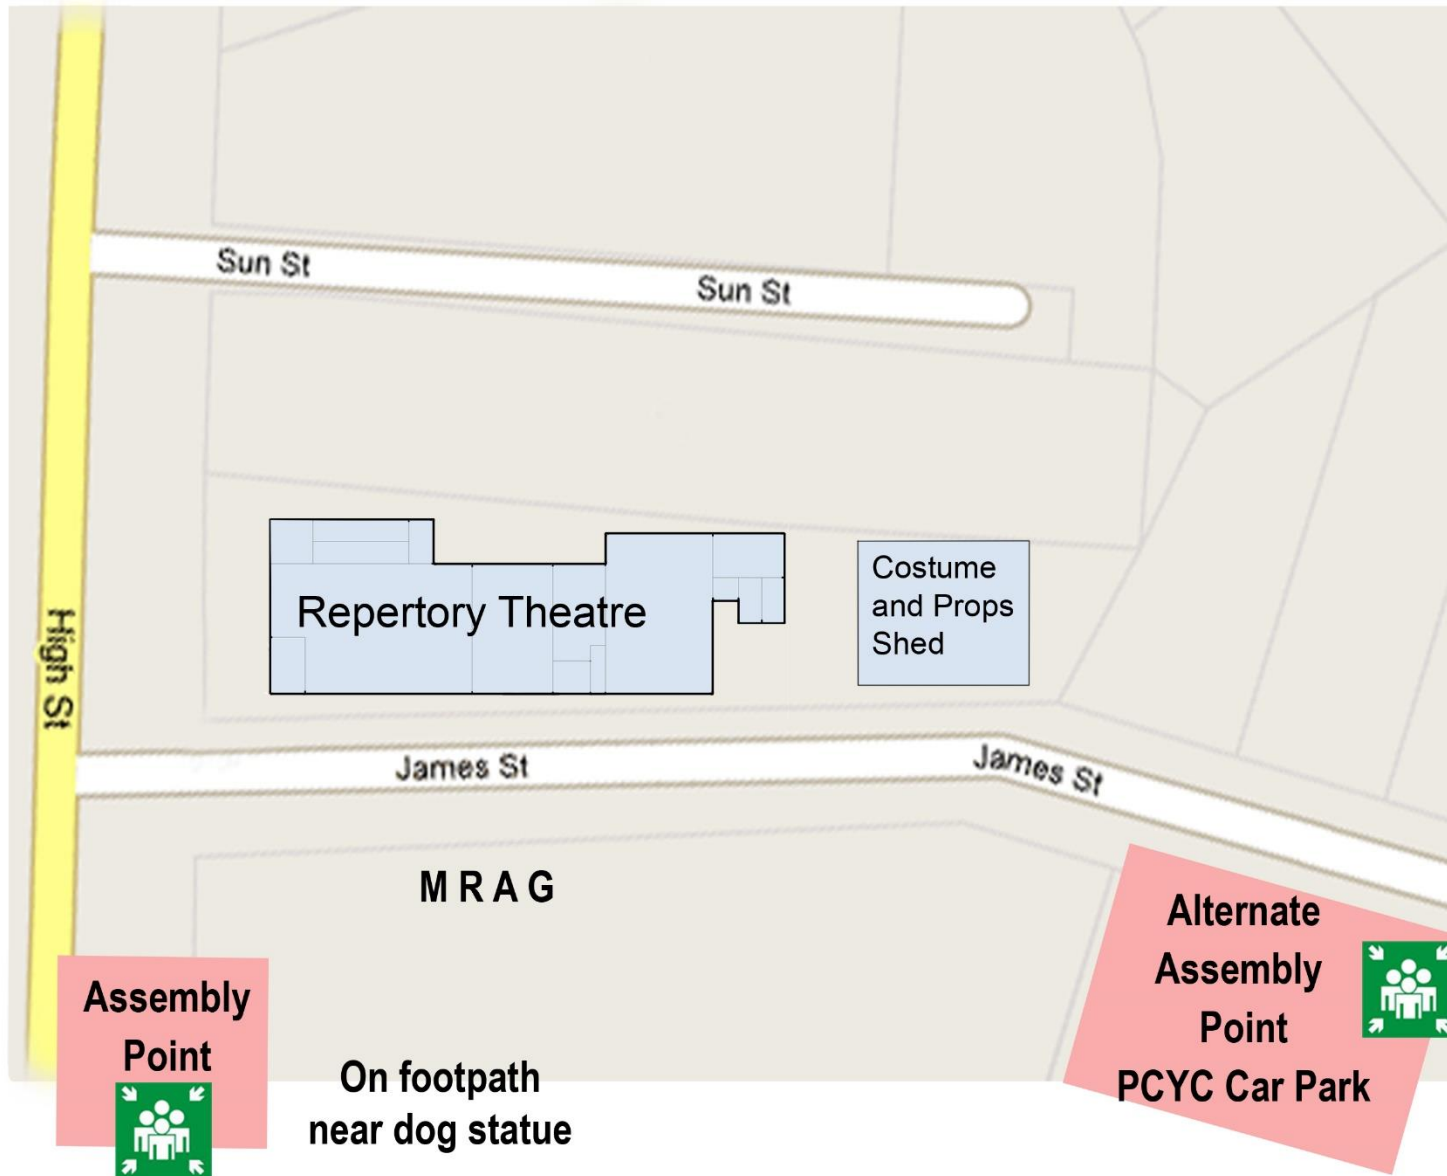 Sun St
Sun St
Costume
and Props
Shed
Repertory Theatre
High St
James St
James St
M R A G
Alternate
Assembly
Point
PCYC Car Park
Assembly
Point
On footpath
near dog statue